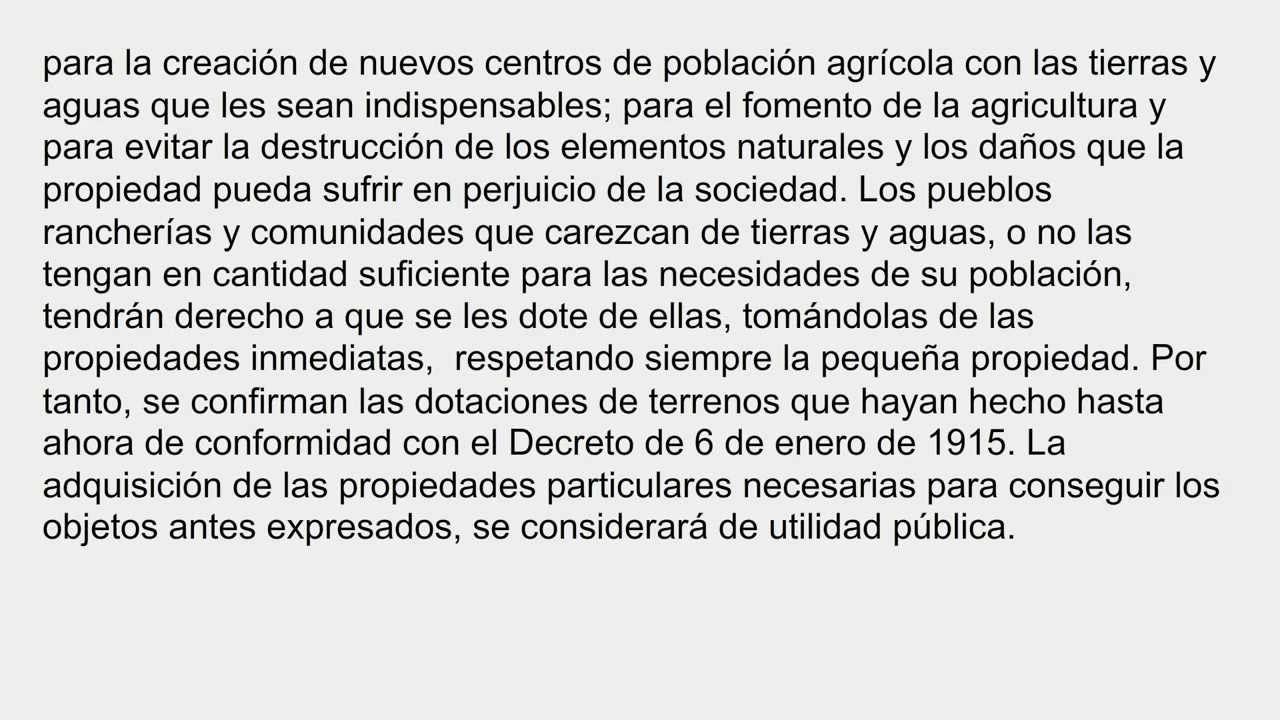 para la creación de nuevos centros de población agrícola con las tierras y
aguas que les sean indispensables; para el fomento de la agricultura y
para evitar la destrucción de los elementos naturales y los daños que la
propiedad pueda sufrir en perjuicio de la sociedad. Los pueblos
rancherías y comunidades que carezcan de tierras y aguas, o no las
tengan en cantidad suficiente para las necesidades de su población,
tendrán derecho a que se les dote de ellas, tomándolas de las
propiedades inmediatas,  respetando siempre la pequeña propiedad. Por
tanto, se confirman las dotaciones de terrenos que hayan hecho hasta
ahora de conformidad con el Decreto de 6 de enero de 1915. La
adquisición de las propiedades particulares necesarias para conseguir los
objetos antes expresados, se considerará de utilidad pública.